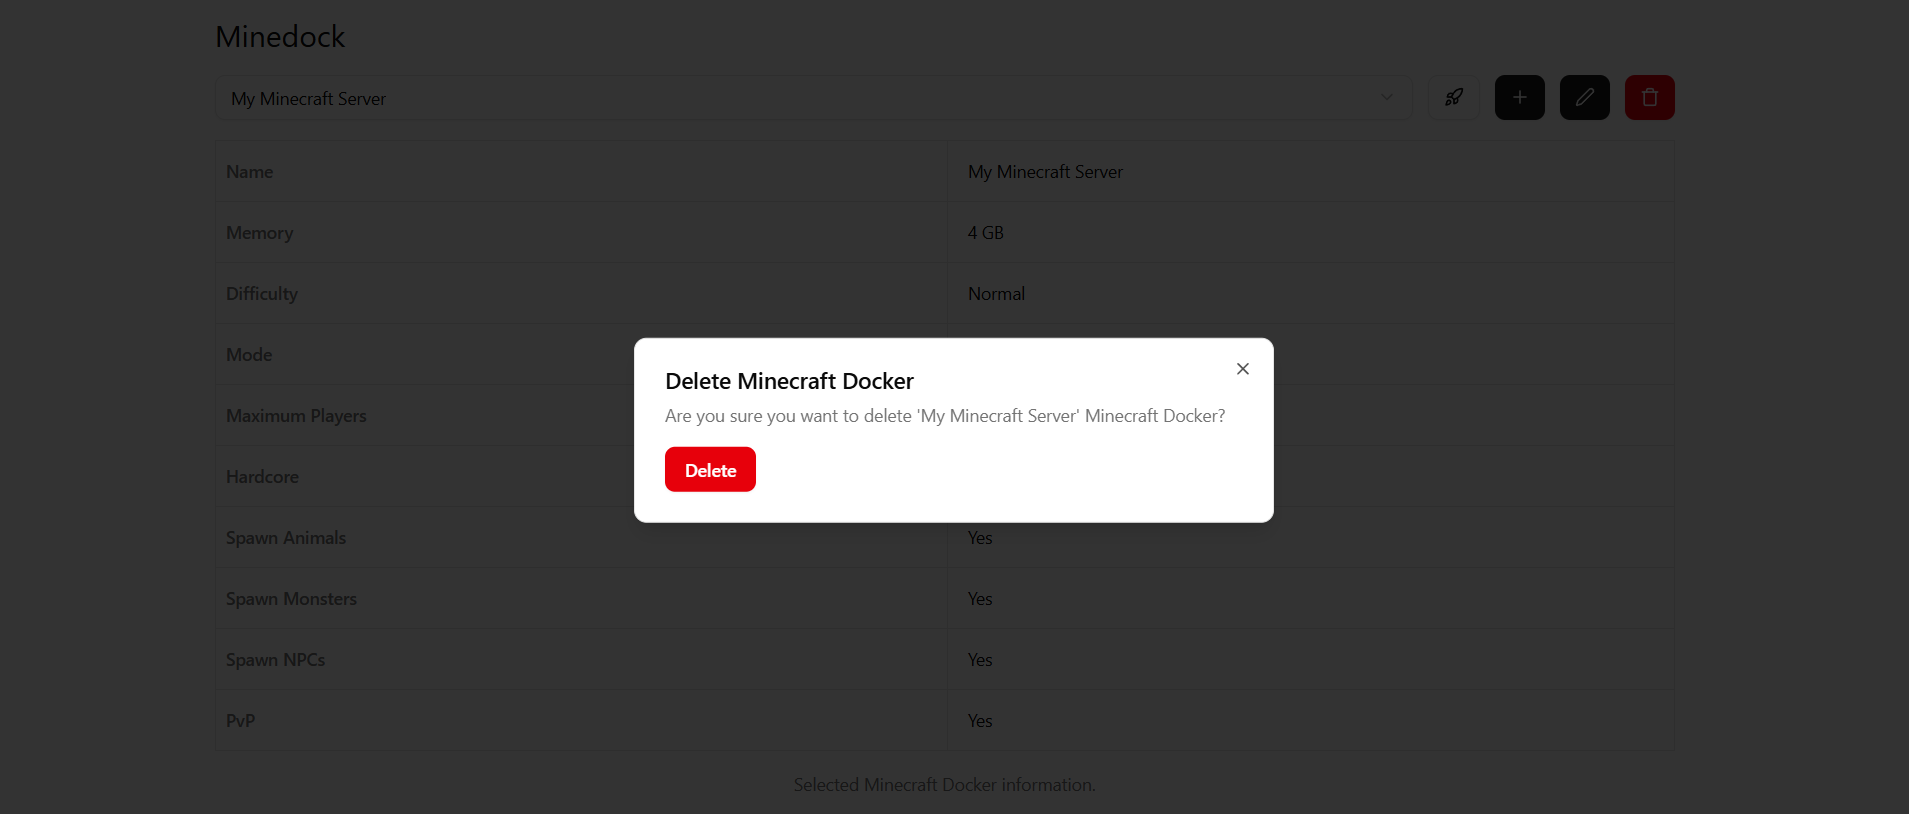 Minedock
My Minecraft Server
Name My Minecraft Server
Memory 4 GB
Difficulty Normal
Mode
Maximum Players
Hardcore
Delete Minecraft Docker
Are you sure you want to delete 'My Minecraft Server' Minecraft Docker?
Delete
Spawn Animals Yes
Spawn Monsters Yes
Spawn NPCs Yes
PvP Yes
Selected Minecraft Docker information.